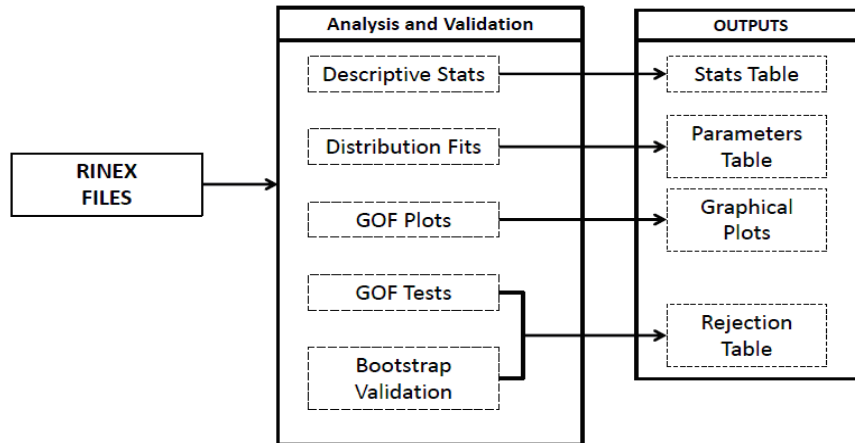 RINEX
FILES
Analysis and Validation
Descriptive Stats
Distribution Fits
GOF Plots
GOF Tests
Bootstrap
Validation
OUTPUTS
Stats Table
Parameters
Table
Graphical
Plots
Rejection
Table